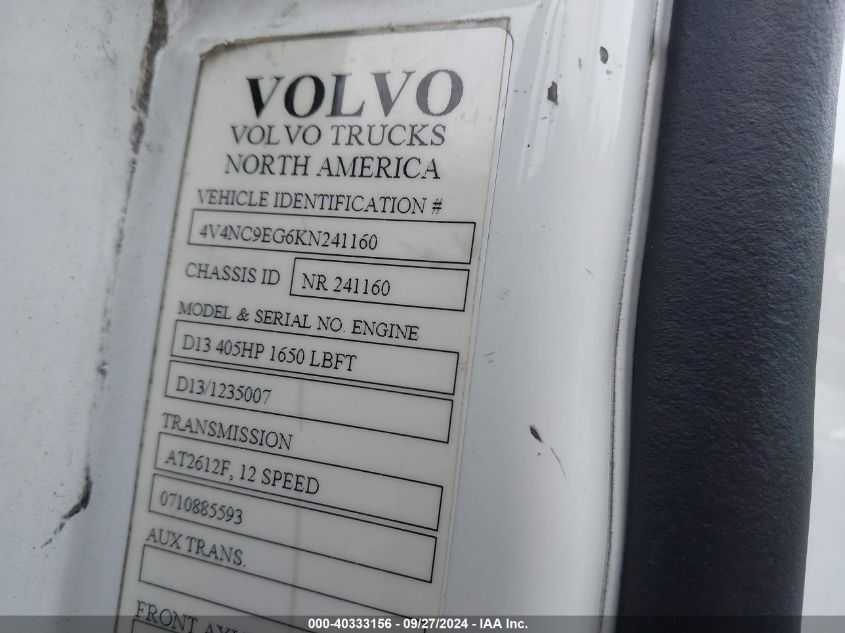 VOLVO
VOLVO TRUCKS
NORTH AMERICA
VEHICLE IDENTIFICATION #
4V4NC9EG6KN241160
CHASSIS ID NR 241160
MODEL & SERIAL NO. ENGINE
D13 405HP 1650 LBFT
D13/1235007
TRANSMISSION
AT2612F, 12 SPEED
0710885593
AUX TRANS.
FRONT
000-40333156 - 09/27/2024 - IAA Inc.